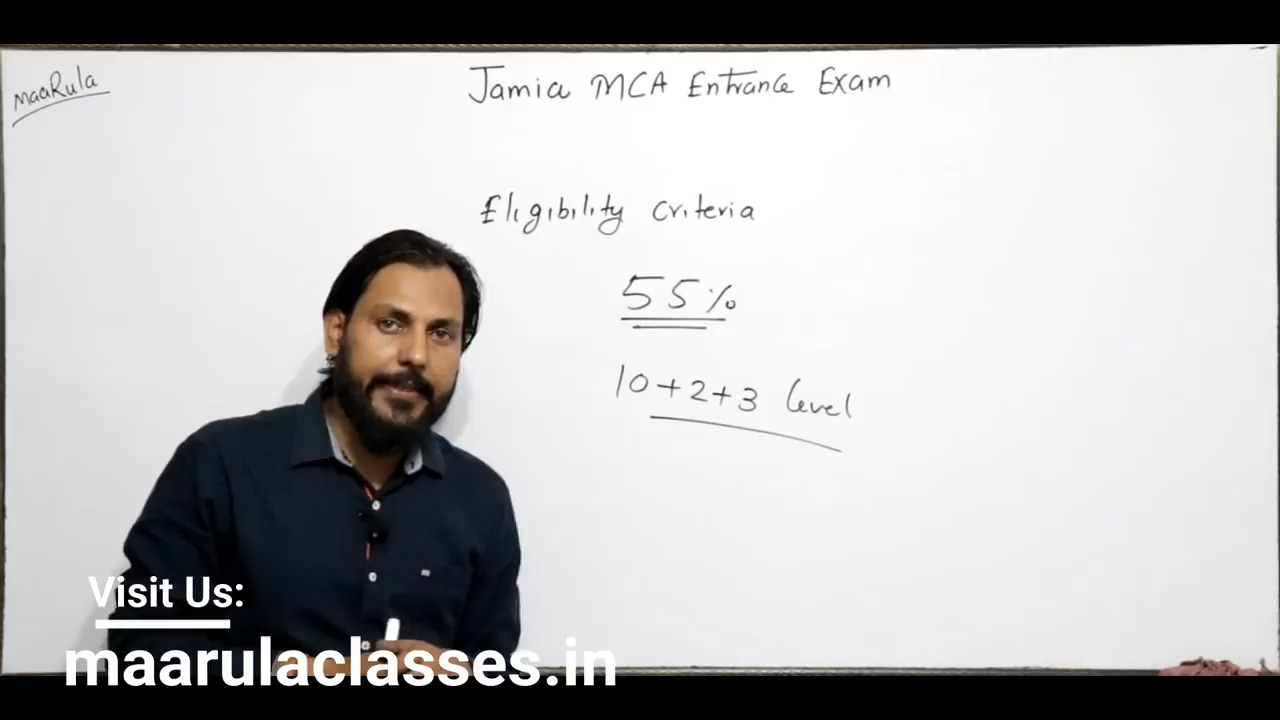 maaRula
Jamia MCA Entrance Exam
Eligibility criteria
55%
10+2+3 level
Visit Us:
maarulaclasses.in